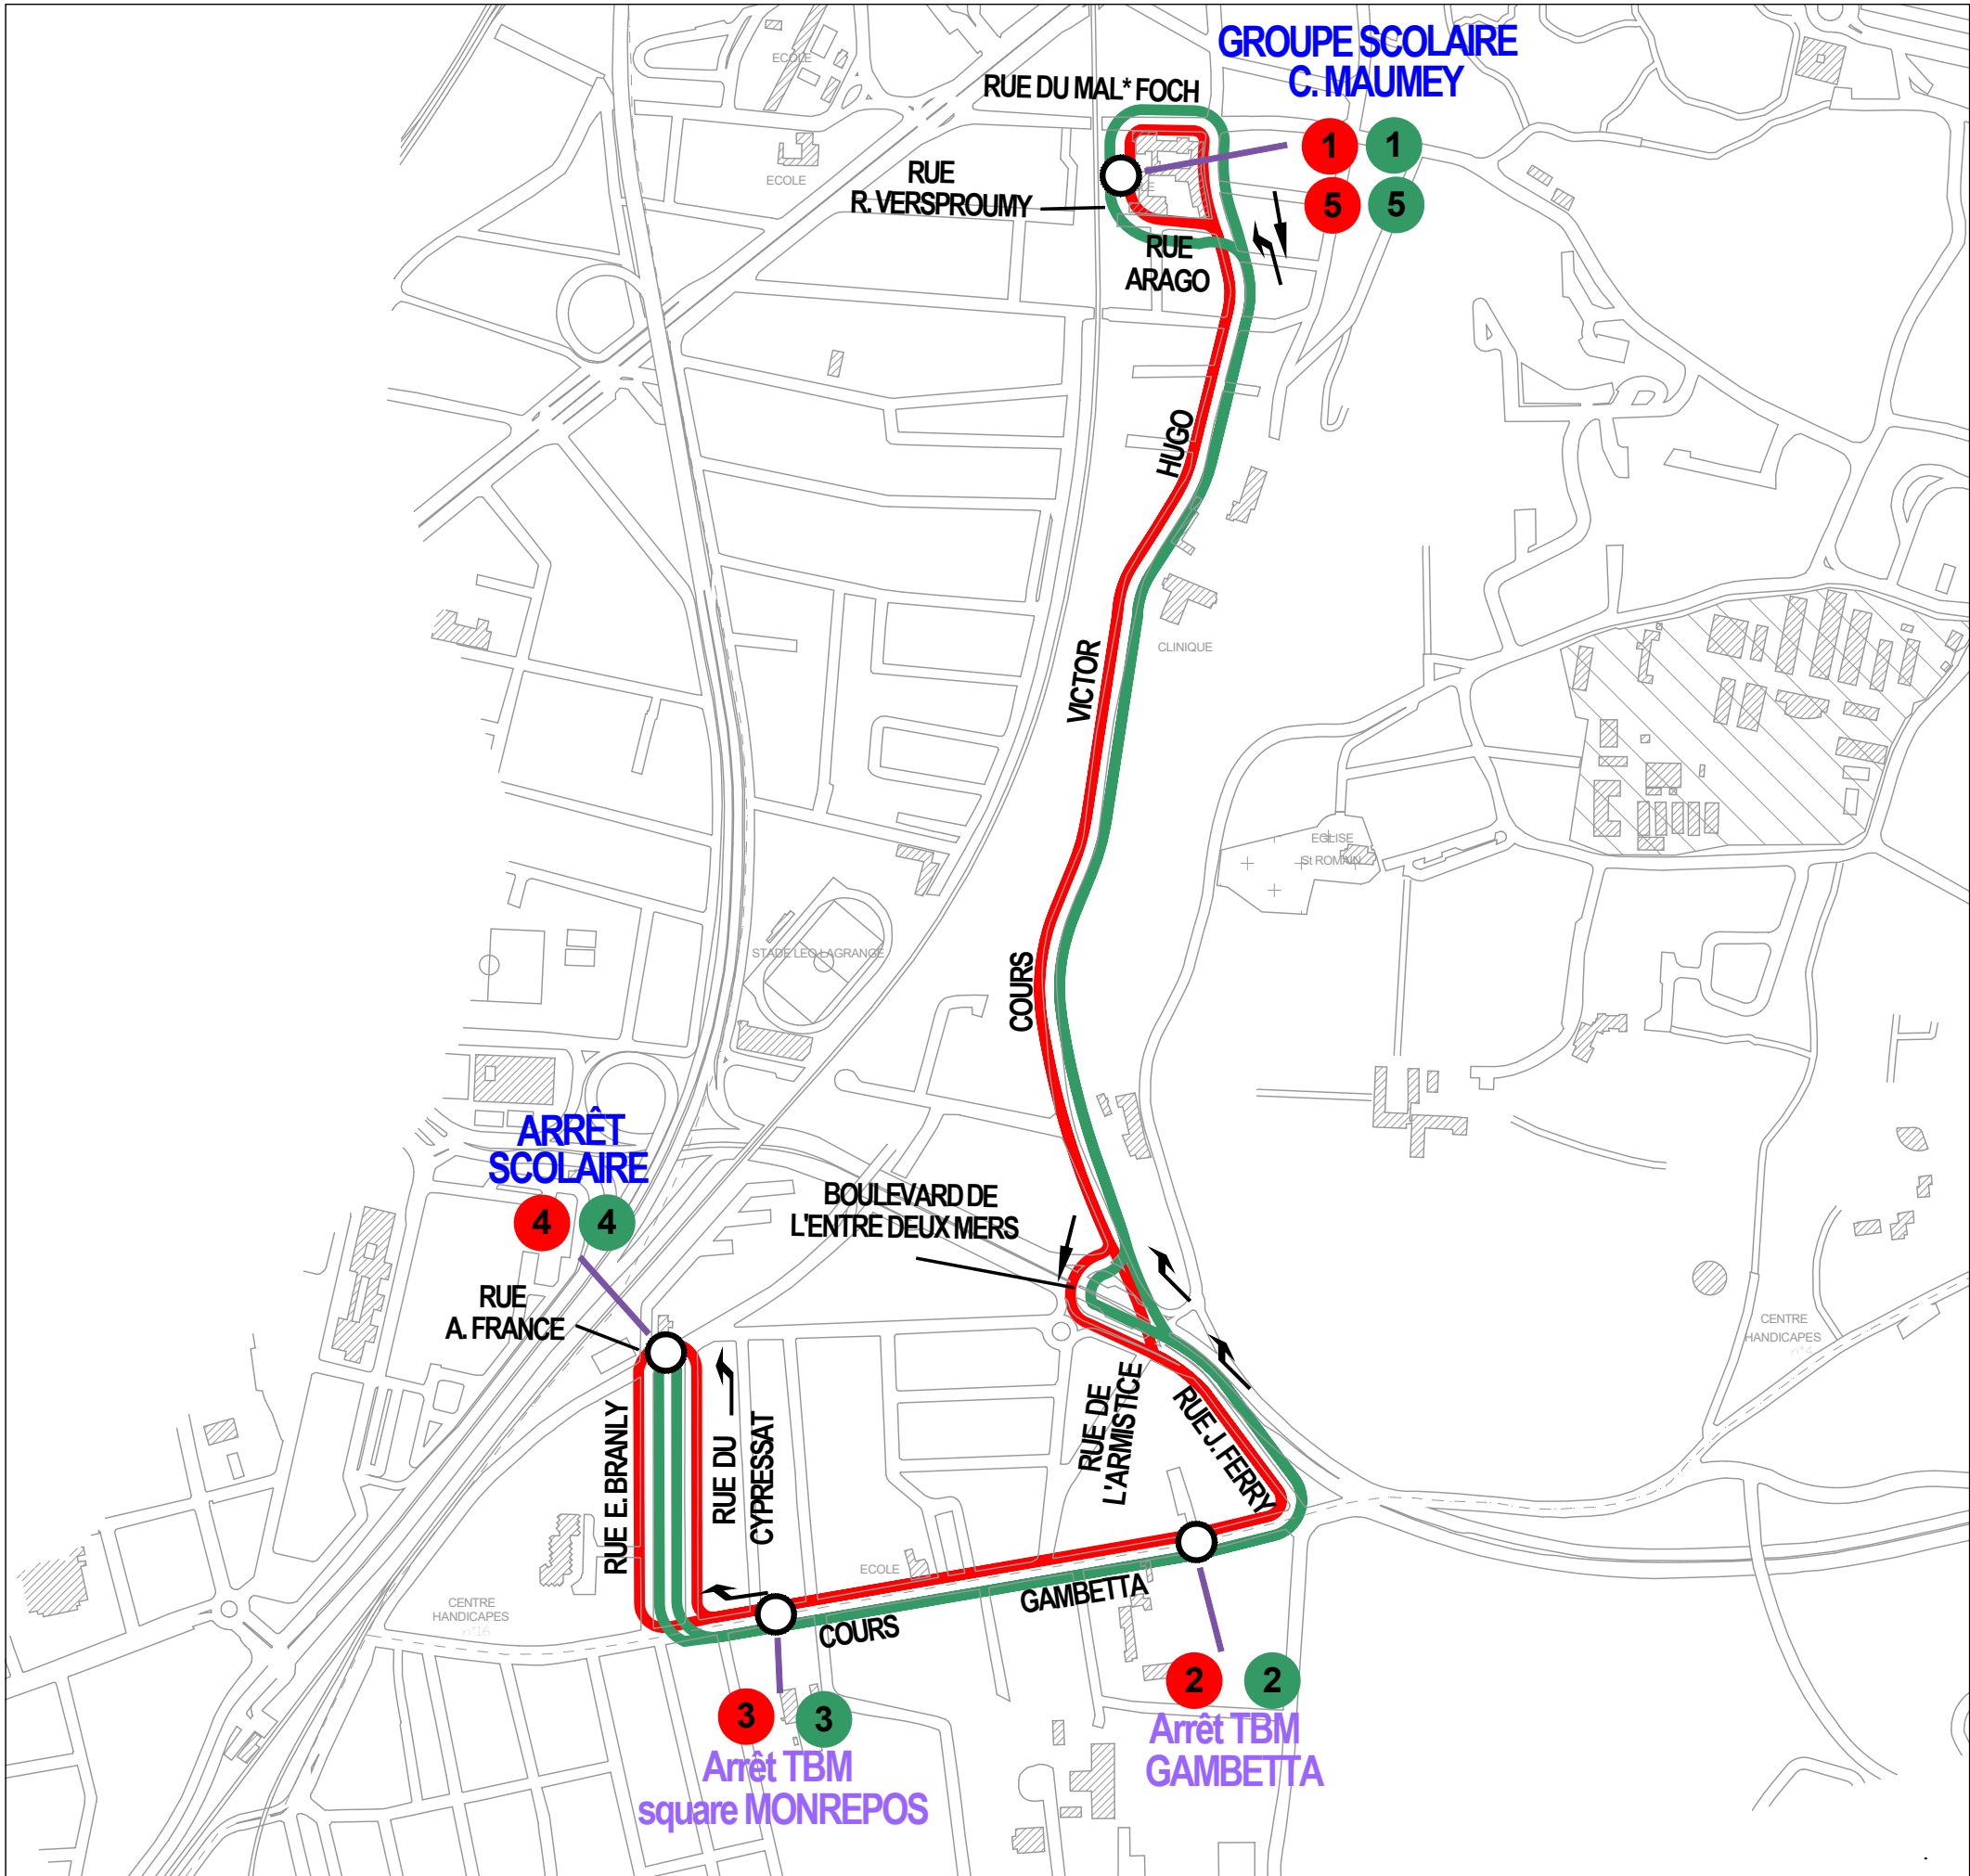 GROUPE SCOLAIRE
C. MAUMEY
ECOLE
RUE DU MAL* FOCH
1
1
ECOLE
RUE
R. VERSPROUMY
5
5
RUE
ARAGO
HUGO
VICTOR
CLINIQUE
EGLISE
St ROMAIN
STADE LEO LAGRANGE
COURS
ARRÊT
SCOLAIRE
4
4
BOULEVARD DE
L'ENTRE DEUX MERS
RUE
A. FRANCE
CENTRE
HANDICAPES
n°4
RUE DE
L'ARMISTICE
RUE J. FERRY
RUE E. BRANLY
RUE DU
CYPRESSAT
ECOLE
CENTRE
HANDICAPES
n°16
COURS
GAMBETTA
2
2
Arrêt TBM
GAMBETTA
3
3
Arrêt TBM
square MONREPOS